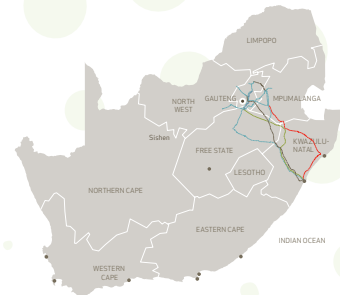 LIMPOPO
GAUTENG
MPUMALANGA
NORTH
WEST
Sishen
KWAZULU-
NATAL
FREE STATE
LESOTHO
NORTHERN CAPE
EASTERN CAPE
INDIAN OCEAN
WESTERN
CAPE